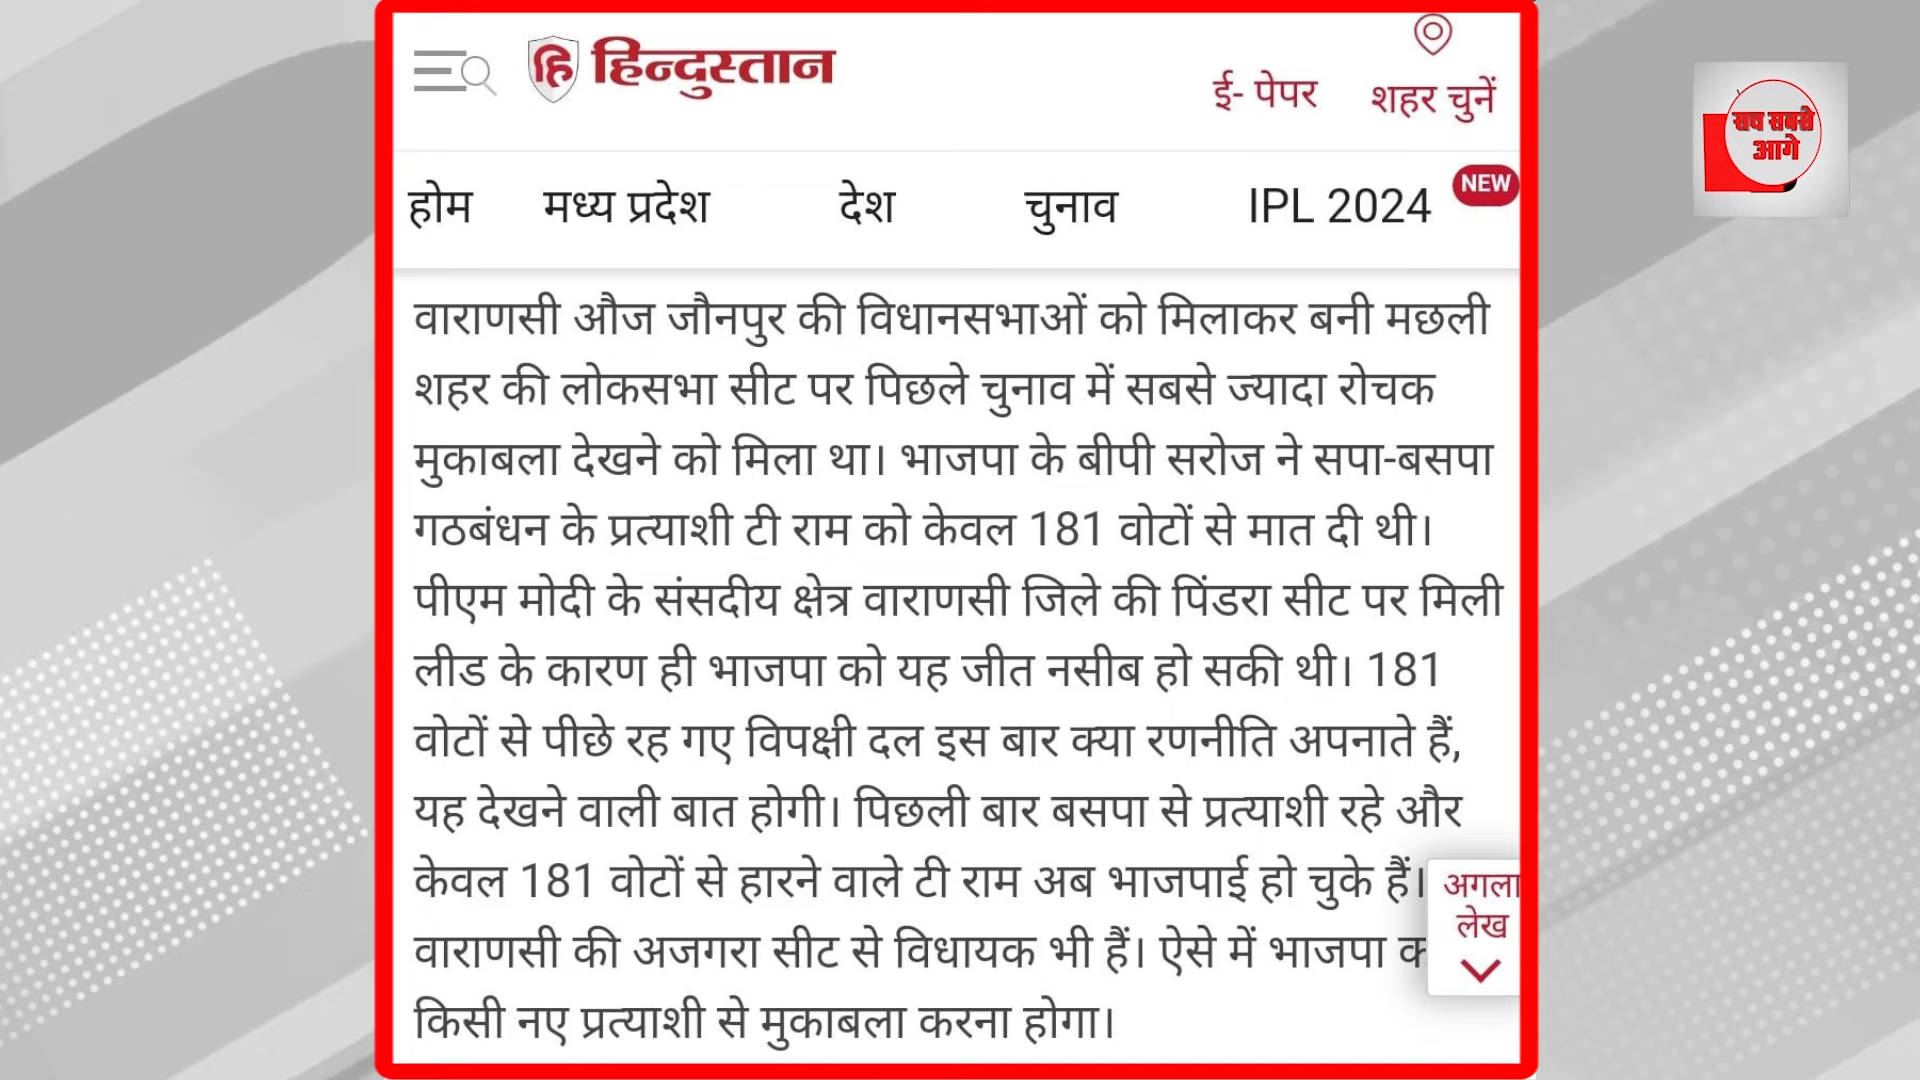 हि हिन्दुस्तान
ई- पेपर
शहर चुनें
सच सबसे
आगे
होम मध्य प्रदेश देश चुनाव IPL 2024 NEW
वाराणसी औज जौनपुर की विधानसभाओं को मिलाकर बनी मछली
शहर की लोकसभा सीट पर पिछले चुनाव में सबसे ज्यादा रोचक
मुकाबला देखने को मिला था। भाजपा के बीपी सरोज ने सपा-बसपा
गठबंधन के प्रत्याशी टी राम को केवल 181 वोटों से मात दी थी।
पीएम मोदी के संसदीय क्षेत्र वाराणसी जिले की पिंडरा सीट पर मिली
लीड के कारण ही भाजपा को यह जीत नसीब हो सकी थी। 181
वोटों से पीछे रह गए विपक्षी दल इस बार क्या रणनीति अपनाते हैं,
यह देखने वाली बात होगी। पिछली बार बसपा से प्रत्याशी रहे और
केवल 181 वोटों से हारने वाले टी राम अब भाजपाई हो चुके हैं।
वाराणसी की अजगरा सीट से विधायक भी हैं। ऐसे में भाजपा
किसी नए प्रत्याशी से मुकाबला करना होगा।
अगला
लेख